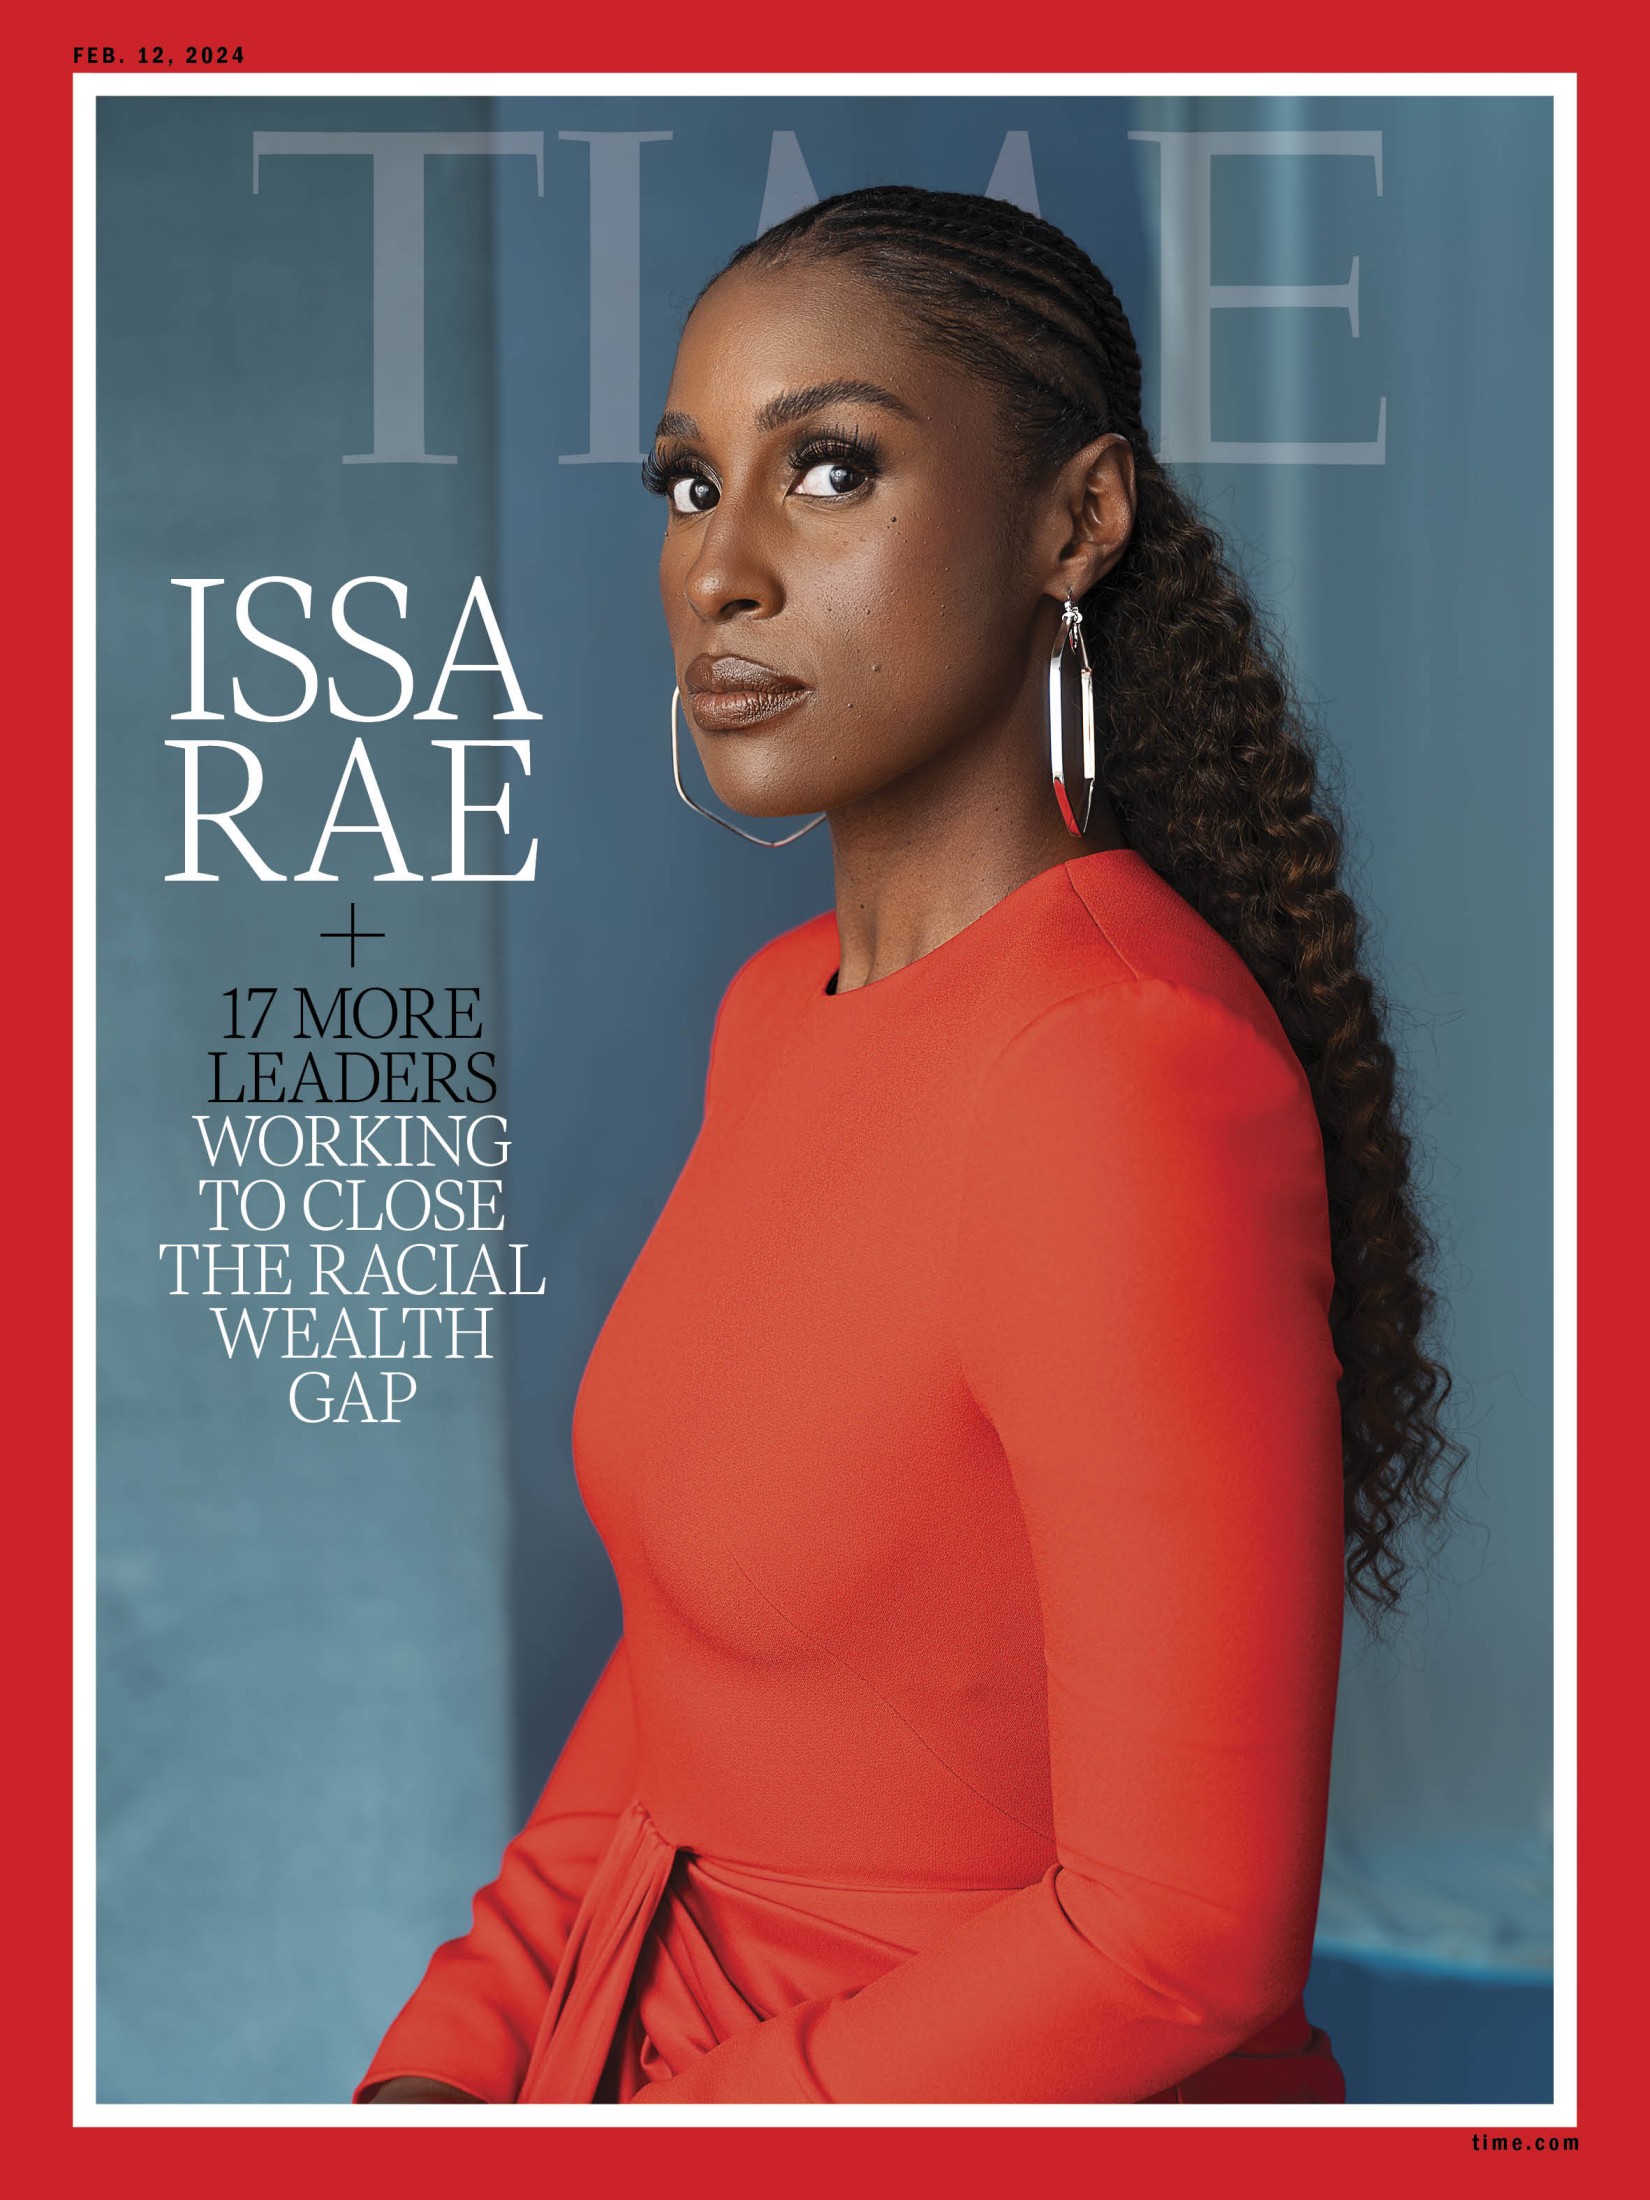 FEB. 12, 2024
TIME
ISSA
RAE
+
17 MORE
LEADERS
WORKING
TO CLOSE
THE RACIAL
WEALTH
GAP
time.com